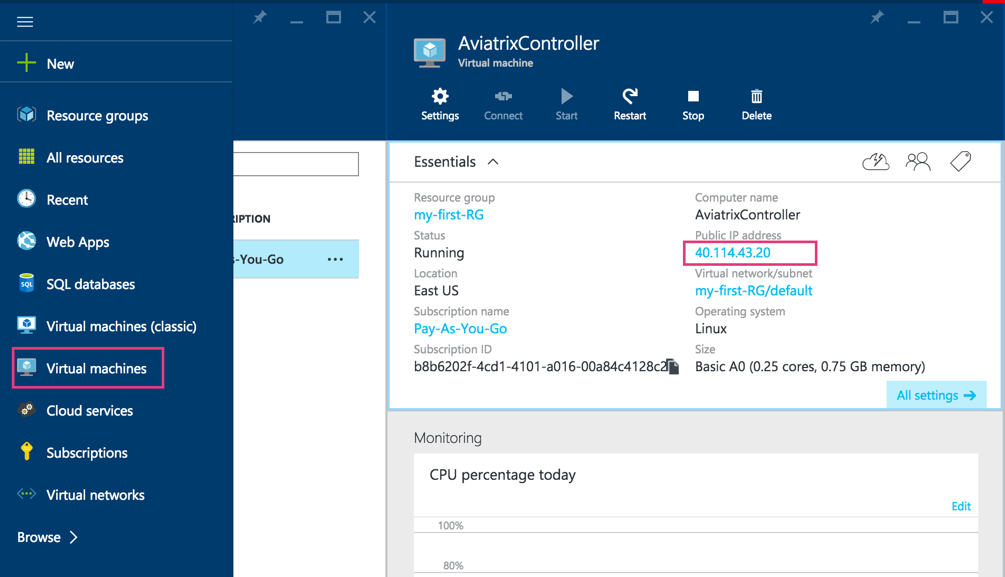 New
Resource groups
All resources
Recent
Web Apps
SQL databases
Virtual machines (classic)
Virtual machines
Cloud services
Subscriptions
Virtual networks
Browse
RIPTION
s-You-Go
AviatrixController
Virtual machine
Settings
Connect
Start
Restart
Stop
Delete
Essentials
Resource group
my-first-RG
Status
Running
Location
East US
Subscription name
Pay-As-You-Go
Subscription ID
b8b6202f-4cd1-4101-a016-00a84c4128c2
Computer name
AviatrixController
Public IP address
40.114.43.20
Virtual network/subnet
my-first-RG/default
Operating system
Linux
Size
Basic A0 (0.25 cores, 0.75 GB memory)
All settings
Monitoring
CPU percentage today
Edit
100%
80%